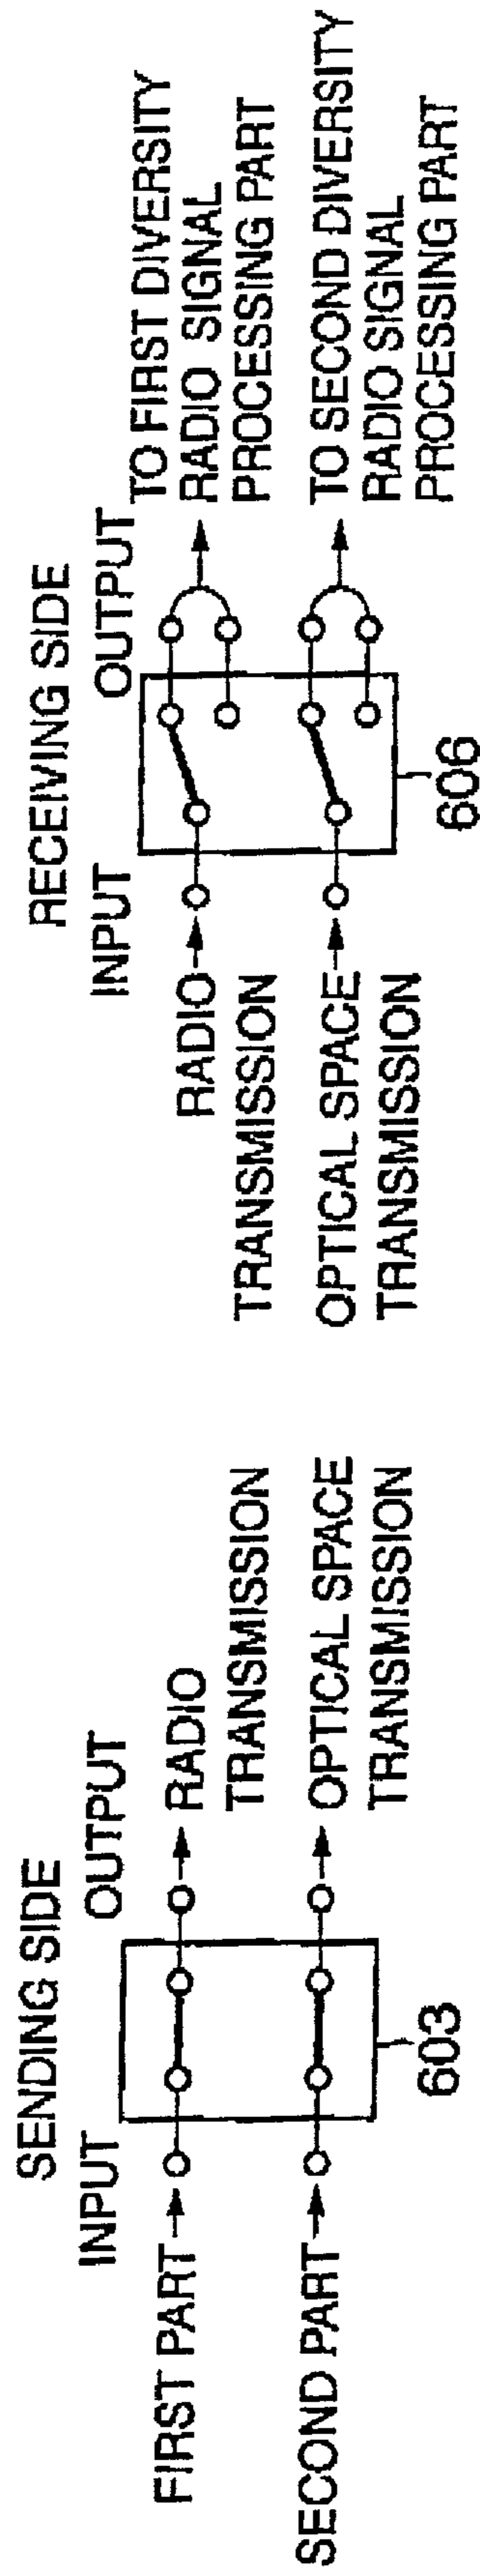 SENDING SIDE
INPUT
OUTPUT
FIRST PART
RADIO
TRANSMISSION
SECOND PART
OPTICAL SPACE
TRANSMISSION
603
RECEIVING SIDE
INPUT
OUTPUT
RADIO
TRANSMISSION
OPTICAL SPACE
TRANSMISSION
TO FIRST DIVERSITY
RADIO SIGNAL
PROCESSING PART
TO SECOND DIVERSITY
RADIO SIGNAL
PROCESSING PART
606